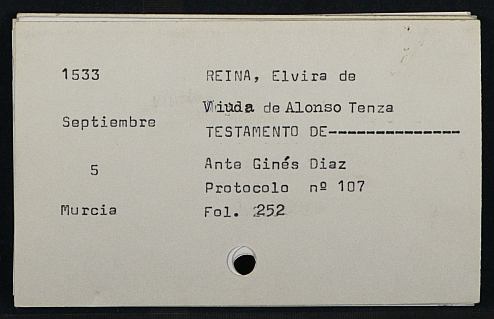 1533 REINA, Elvira de
Viuda de Alonso Tenza
Septiembre
TESTAMENTO DE---------------
5 Ante Ginés Diaz
Protocolo nº 107
Murcia Fol. 252